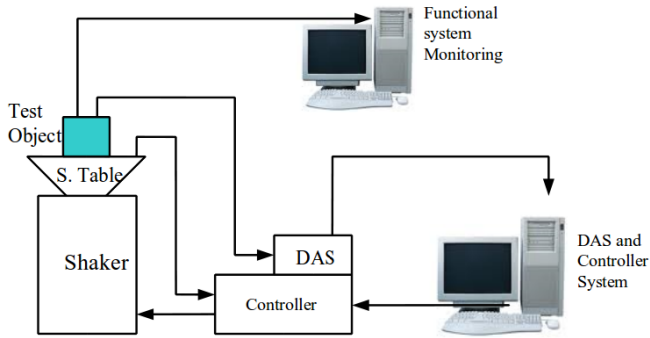 Functional
system
Monitoring
Test
Object
S. Table
Shaker
DAS
Controller
DAS and
Controller
System